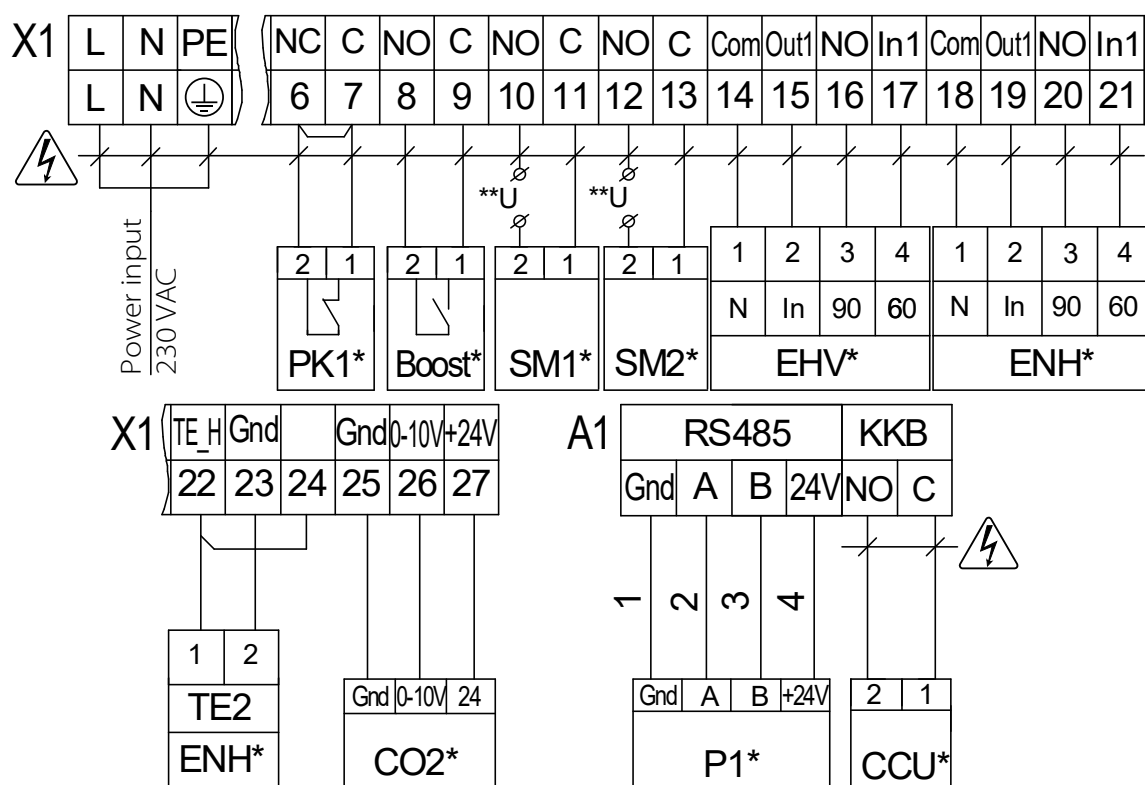 X1 L N PE NC C NO C NO C NO C Com Out1 NO In1 Com Out1 NO In1
L N 6 7 8 9 10 11 12 13 14 15 16 17 18 19 20 21
**U **U
Power input
230 VAC
2 1 2 1 2 1 2 1 1 2 3 4 1 2 3 4
N In 90 60 N In 90 60
PK1* Boost* SM1* SM2* EHV* ENH*
X1 TE_H Gnd Gnd 0-10V +24V A1 RS485 KKB
22 23 24 25 26 27 Gnd A B 24V NO C
1 2 3 4
1 2
TE2
ENH*
Gnd 0-10V 24
CO2*
Gnd A B +24V
P1*
2 1
CCU*